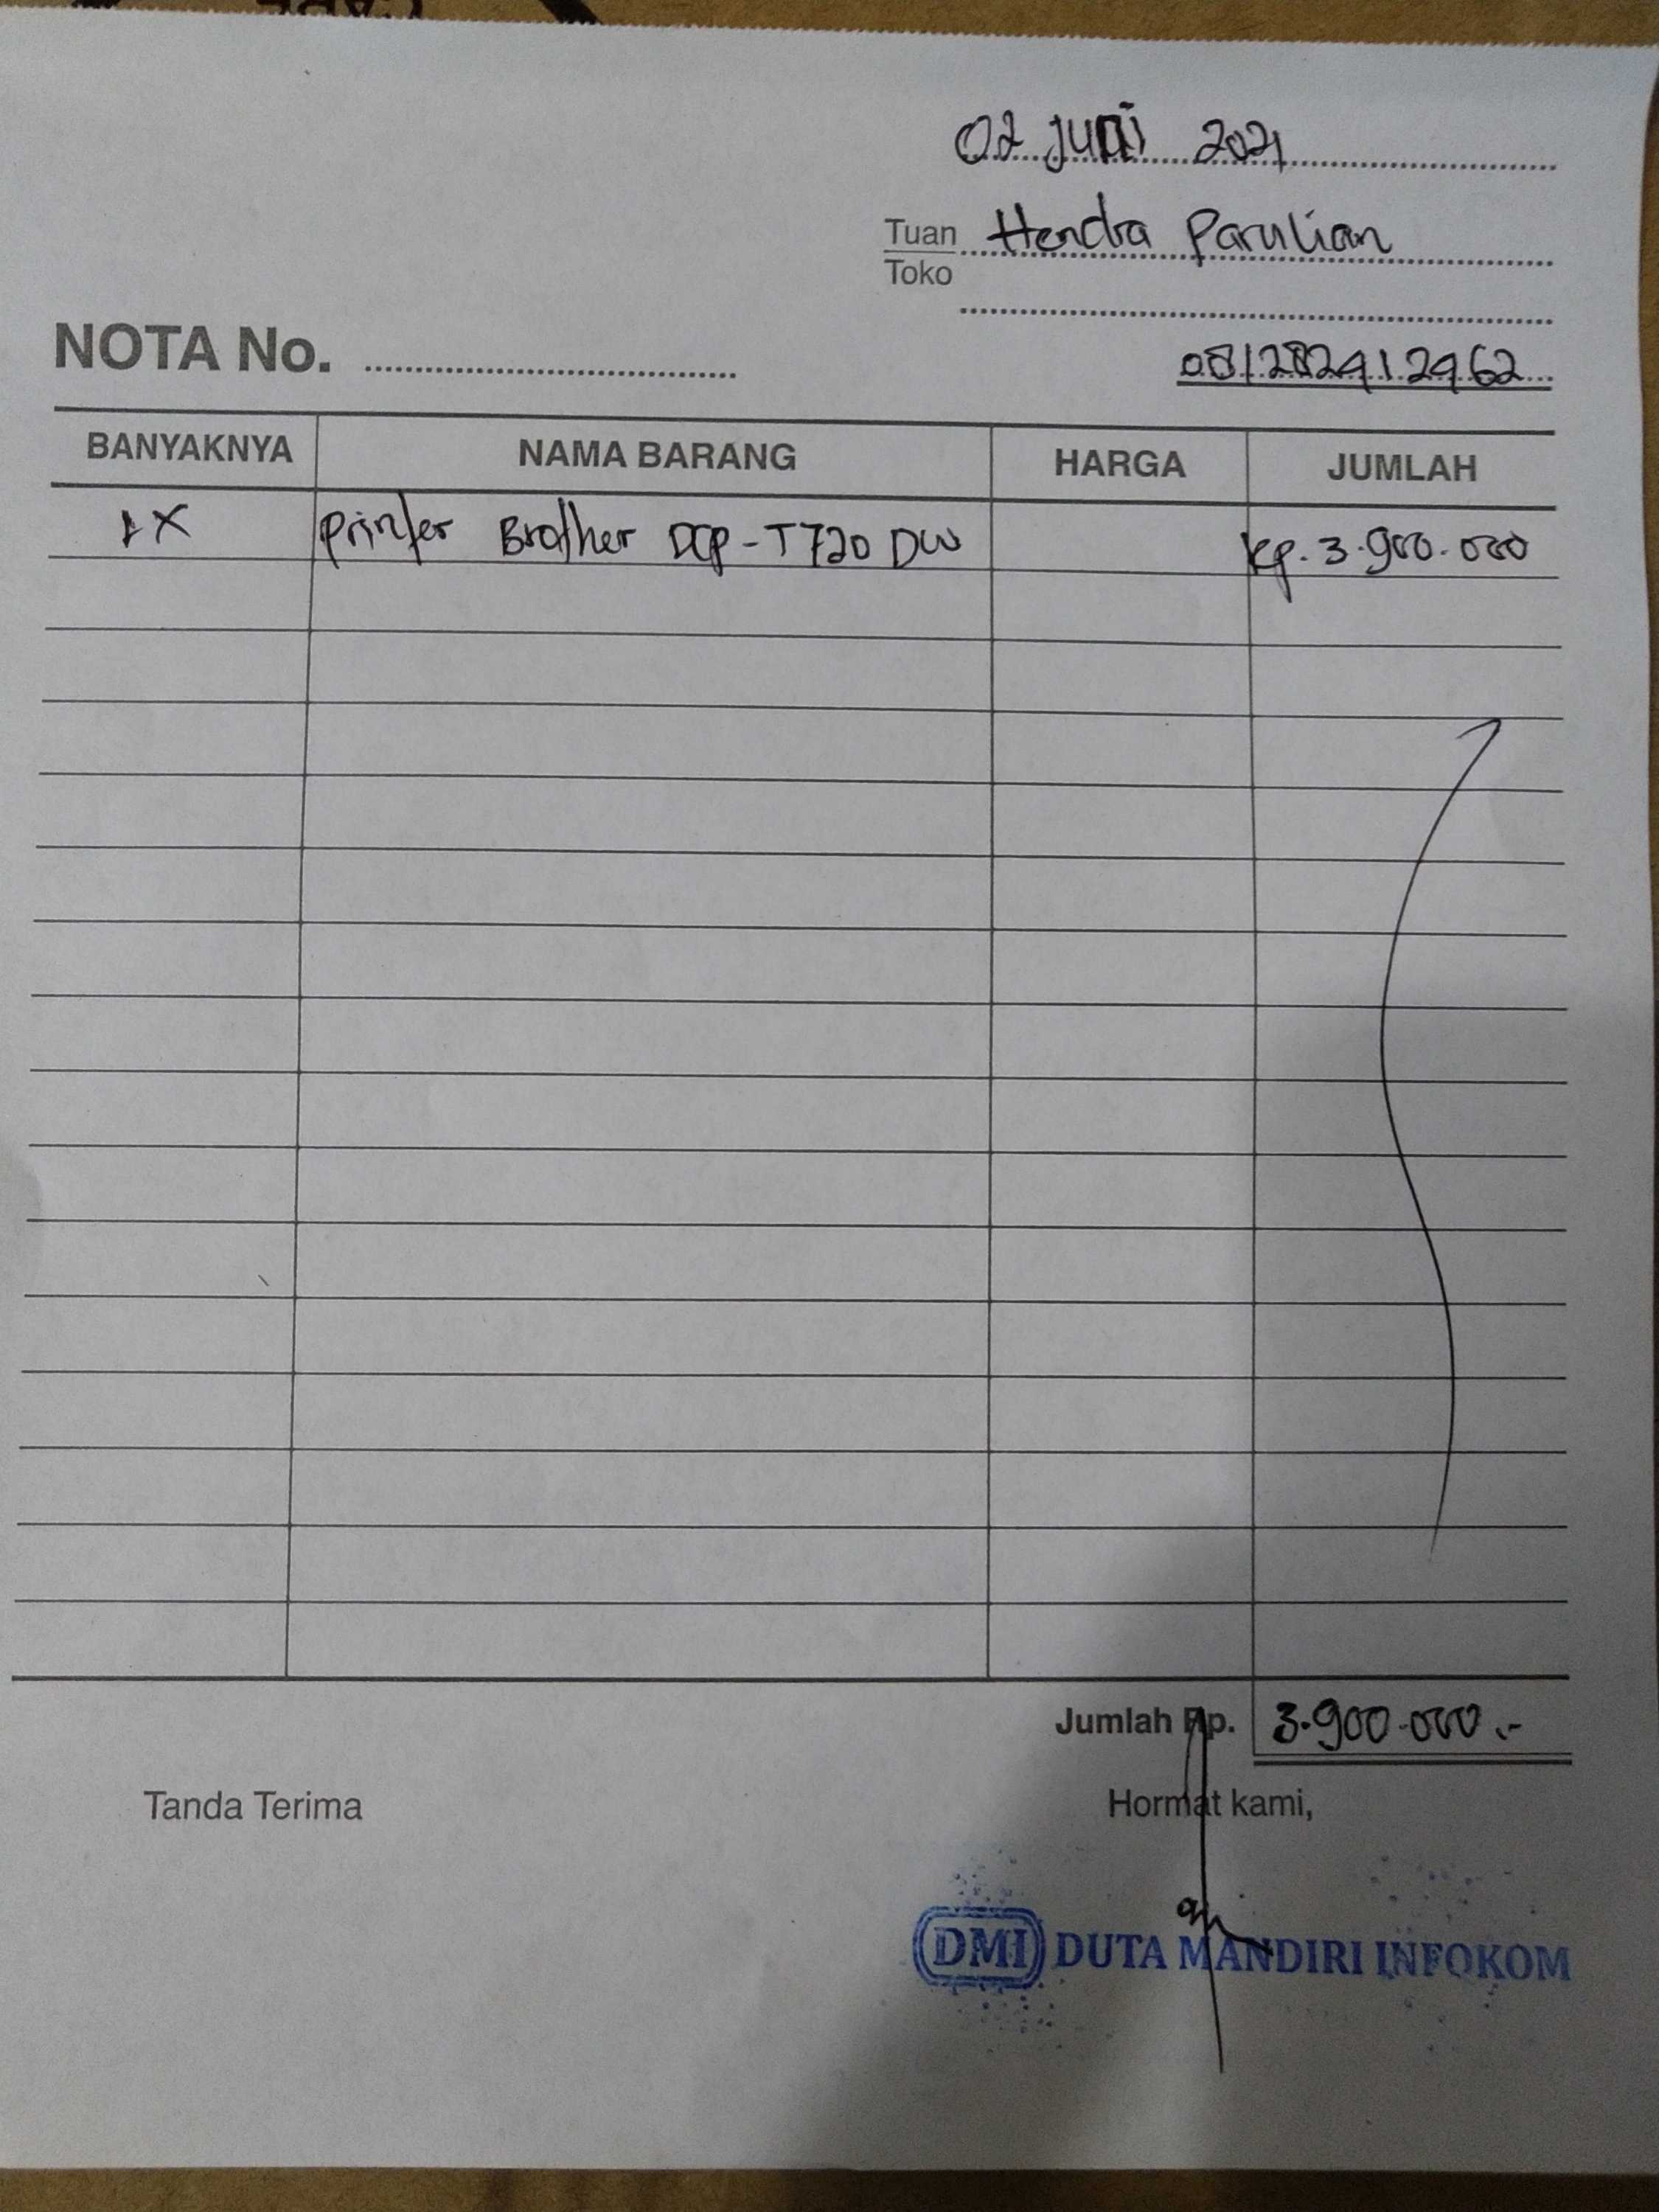 02 Juni 2021
Tuan Hendra Parulian
Toko
NOTA No.
081282412462
BANYAKNYA NAMA BARANG HARGA JUMLAH
1X Printer Brother DCP-T720 DW Rp. 3.900.000
Jumlah Rp. 3.900.000.-
Tanda Terima Hormat kami,
DMI DUTA MANDIRI INFOKOM